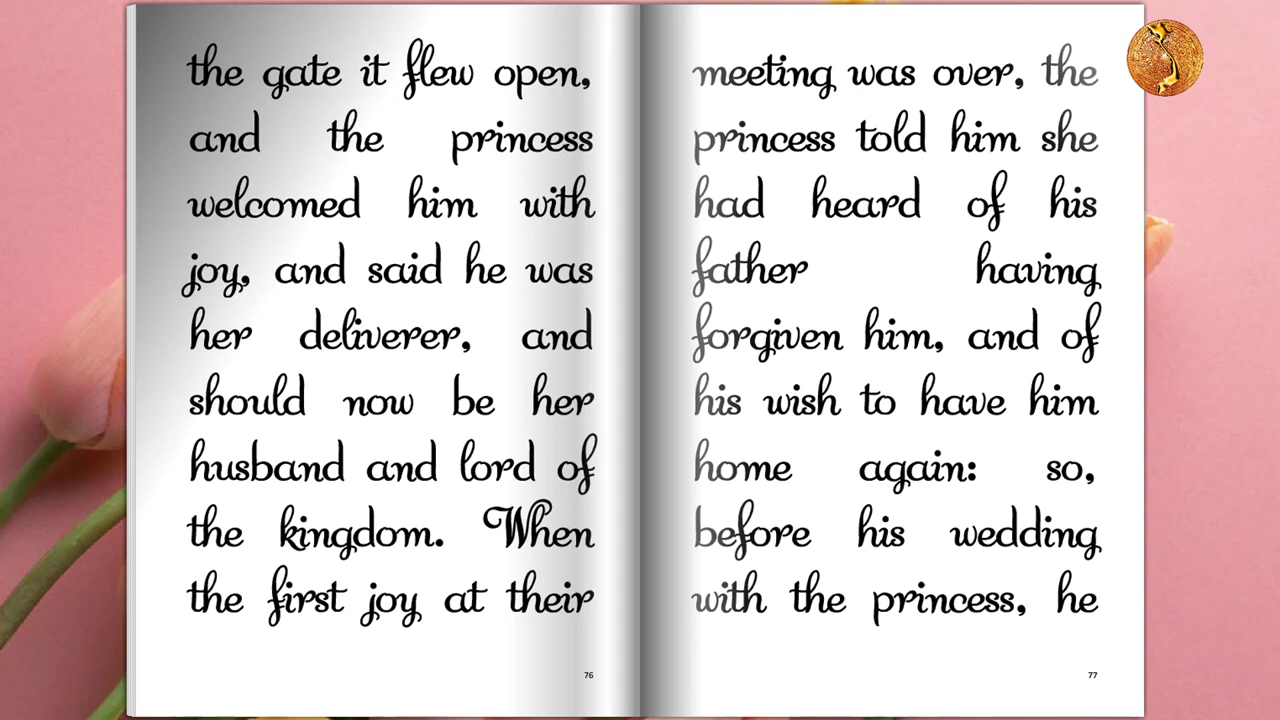 the gate it flew open,
and the princess
welcomed him with
joy, and said he was
her deliverer, and
should now be her
husband and lord of
the kingdom. When
the first joy at their
76
meeting was over, the
princess told him she
had heard of his
father having
forgiven him, and of
his wish to have him
home again: so,
before his wedding
with the princess, he
77